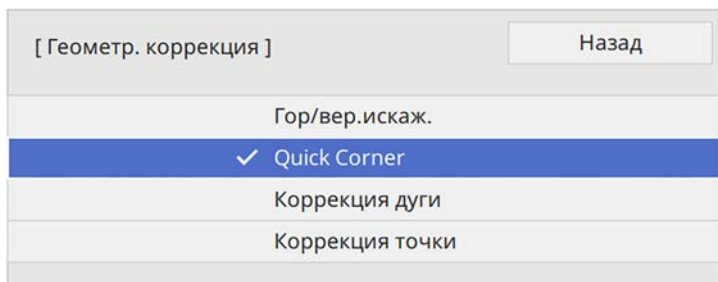 [ Геометр. коррекция ]
Назад
Гор/вер.искаж.
Quick Corner
Коррекция дуги
Коррекция точки